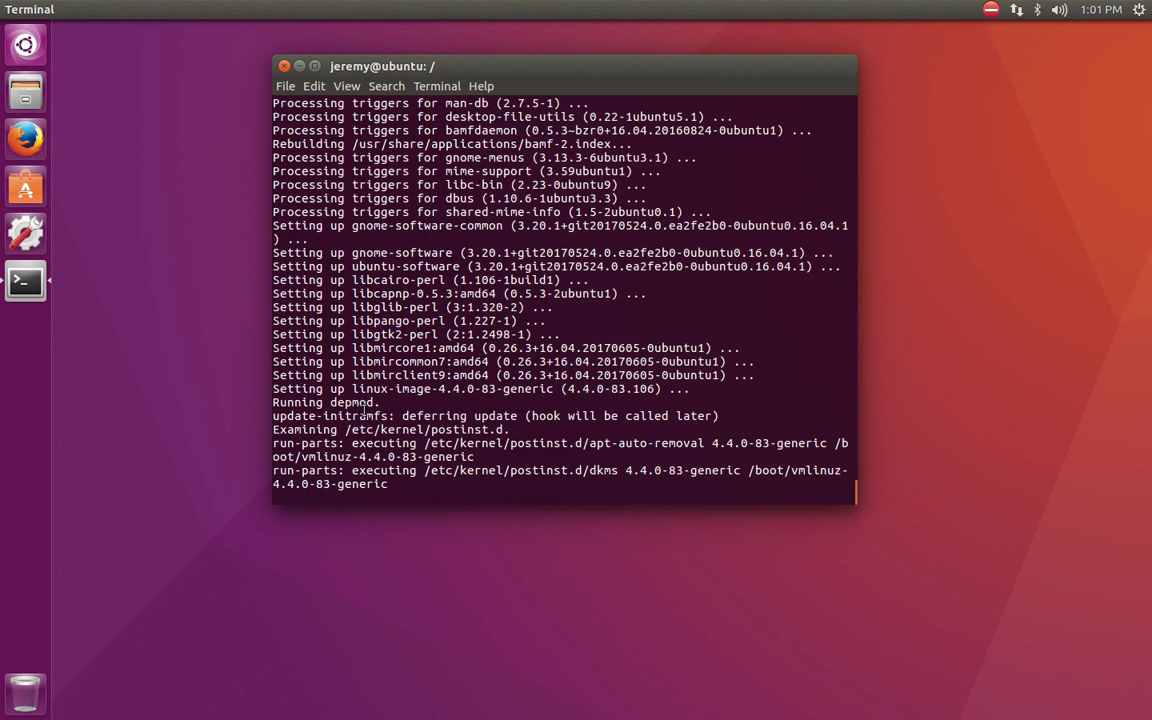 Terminal
1:01 PM
jeremy@ubuntu: /
File Edit View Search Terminal Help
Processing triggers for man-db (2.7.5-1) ...
Processing triggers for desktop-file-utils (0.22-1ubuntu5.1) ...
Processing triggers for bamfdaemon (0.5.3~bzr0+16.04.20160824-0ubuntu1) ...
Rebuilding /usr/share/applications/bamf-2.index...
Processing triggers for gnome-menus (3.13.3-6ubuntu3.1) ...
Processing triggers for mime-support (3.59ubuntu1) ...
Processing triggers for libc-bin (2.23-0ubuntu9) ...
Processing triggers for dbus (1.10.6-1ubuntu3.3) ...
Processing triggers for shared-mime-info (1.5-2ubuntu0.1) ...
Setting up gnome-software-common (3.20.1+git20170524.0.ea2fe2b0-0ubuntu0.16.04.1
) ...
Setting up gnome-software (3.20.1+git20170524.0.ea2fe2b0-0ubuntu0.16.04.1) ...
Setting up ubuntu-software (3.20.1+git20170524.0.ea2fe2b0-0ubuntu0.16.04.1) ...
Setting up libcairo-perl (1.106-1build1) ...
Setting up libcapnp-0.5.3:amd64 (0.5.3-2ubuntu1) ...
Setting up libglib-perl (3:1.320-2) ...
Setting up libpango-perl (1.227-1) ...
Setting up libgtk2-perl (2:1.2498-1) ...
Setting up libmircore1:amd64 (0.26.3+16.04.20170605-0ubuntu1) ...
Setting up libmircommon7:amd64 (0.26.3+16.04.20170605-0ubuntu1) ...
Setting up libmirclient9:amd64 (0.26.3+16.04.20170605-0ubuntu1) ...
Setting up linux-image-4.4.0-83-generic (4.4.0-83.106) ...
Running depmod.
update-initramfs: deferring update (hook will be called later)
Examining /etc/kernel/postinst.d.
run-parts: executing /etc/kernel/postinst.d/apt-auto-removal 4.4.0-83-generic /b
oot/vmlinuz-4.4.0-83-generic
run-parts: executing /etc/kernel/postinst.d/dkms 4.4.0-83-generic /boot/vmlinuz-
4.4.0-83-generic